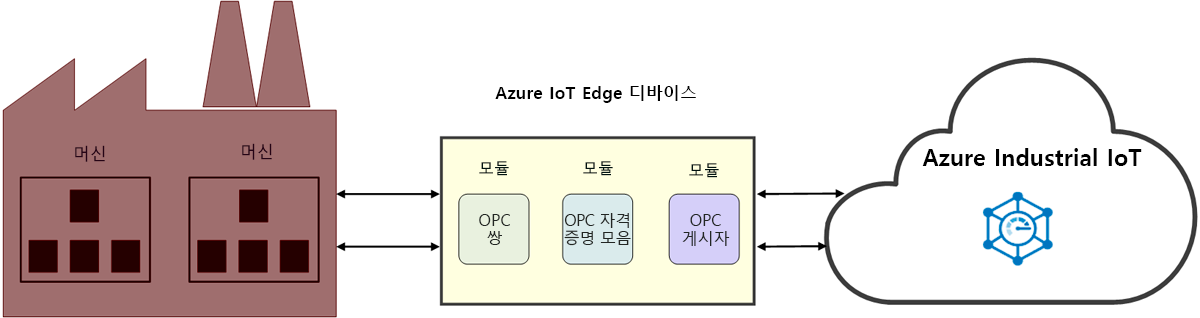 Azure IoT Edge 디바이스
머신
머신
모듈
모듈
모듈
OPC
쌍
OPC 자격
증명 모음
OPC
게시자
Azure Industrial IoT